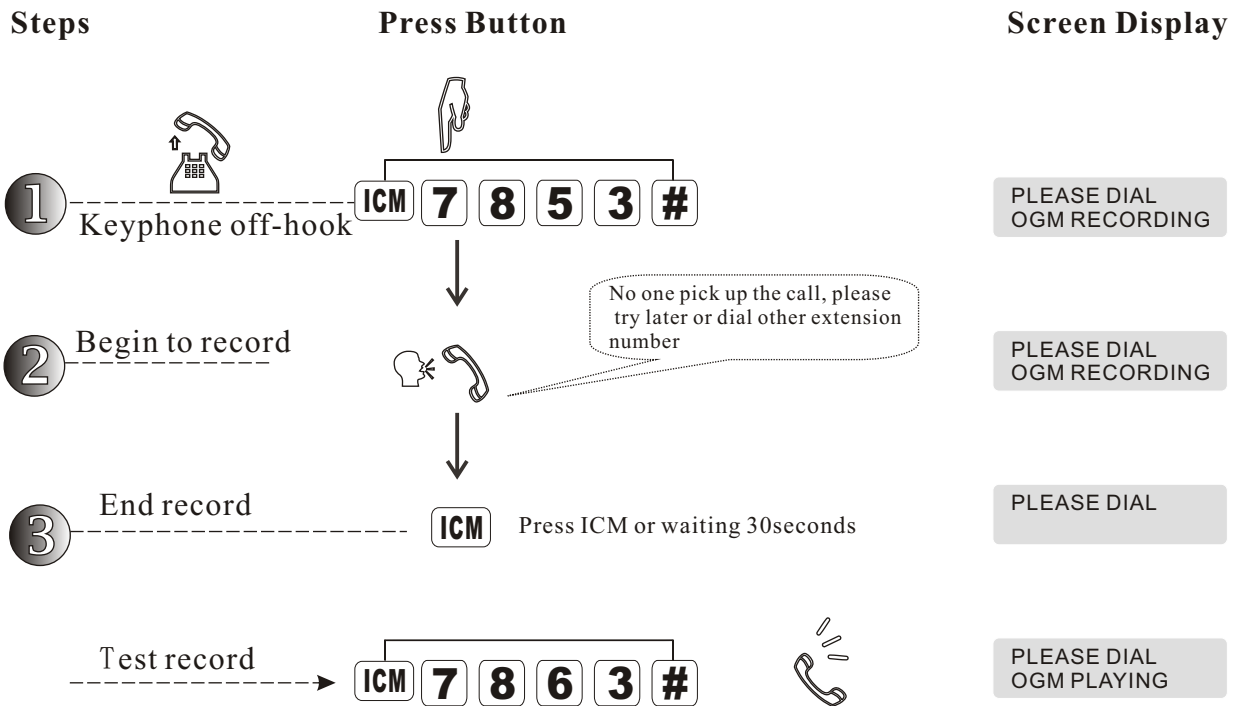 Steps Press Button Screen Display
1 Keyphone off-hook ICM 7 8 5 3 # PLEASE DIAL
OGM RECORDING
No one pick up the call, please
try later or dial other extension
number
2 Begin to record PLEASE DIAL
OGM RECORDING
3 End record ICM Press ICM or waiting 30seconds PLEASE DIAL
Test record ICM 7 8 6 3 # PLEASE DIAL
OGM PLAYING